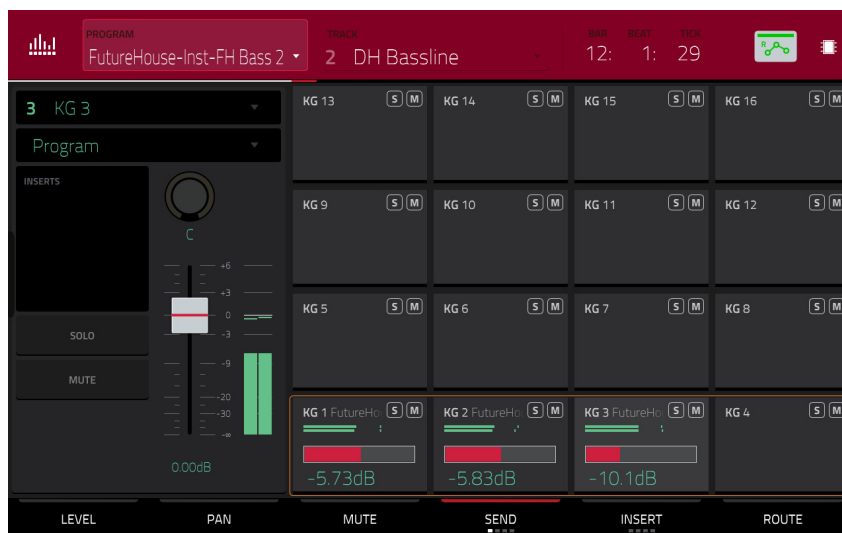 PROGRAM
FutureHouse-Inst-FH Bass 2
TRACK
2 DH Bassline
BAR BEAT TICK
12: 1: 29
R
3 KG 3
Program
INSERTS
C
+6
+3
0
-3
-9
-20
-30
-∞
SOLO
MUTE
0.00dB
KG 13 S M
KG 14 S M
KG 15 S M
KG 16 S M
KG 9 S M
KG 10 S M
KG 11 S M
KG 12 S M
KG 5 S M
KG 6 S M
KG 7 S M
KG 8 S M
KG 1 FutureHo S M
KG 2 FutureHo S M
KG 3 FutureHo S M
KG 4 S M
-5.73dB
-5.83dB
-10.1dB
LEVEL
PAN
MUTE
SEND
INSERT
ROUTE